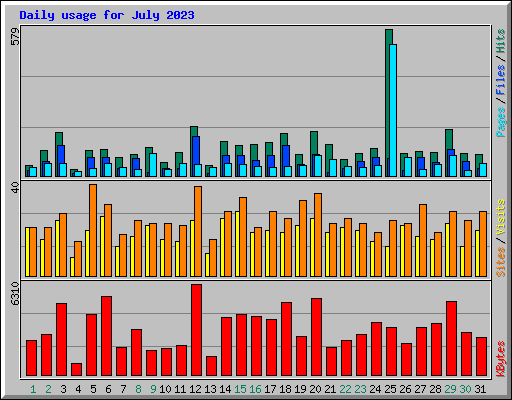 Daily usage for July 2023
579
Pages / Files / Hits
40
Sites / Visits
6310
KBytes
1 2 3 4 5 6 7 8 9 10 11 12 13 14 15 16 17 18 19 20 21 22 23 24 25 26 27 28 29 30 31